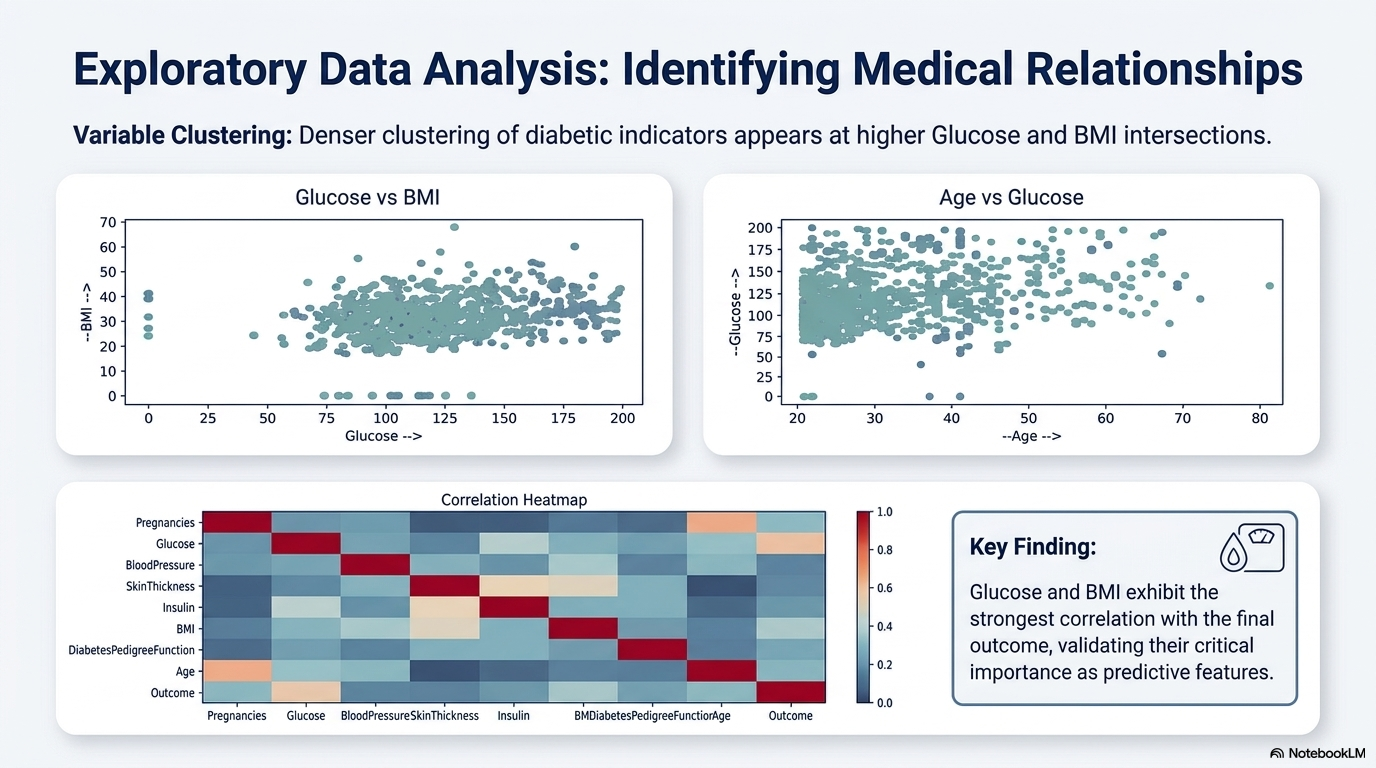 Exploratory Data Analysis: Identifying Medical Relationships
Variable Clustering: Denser clustering of diabetic indicators appears at higher Glucose and BMI intersections.
Glucose vs BMI
70
60
50
40
30
20
10
0
--BMI -->
0 25 50 75 100 125 150 175 200
Glucose -->
Age vs Glucose
200
175
150
125
100
50
25
0
--Glucose -->
20 30 40 50 60 70 80
--Age -->
Correlation Heatmap
Pregnancies
Glucose
BloodPressure
SkinThickness
Insulin
BMI
DiabetesPedigreeFunction
Age
Outcome
Pregnancies Glucose BloodPressureSkinThickness Insulin BMDiabetesPedigreeFunctiorAge Outcome
1.0
0.8
0.6
0.4
0.2
0.0
Key Finding:
Glucose and BMI exhibit the
strongest correlation with the final
outcome, validating their critical
importance as predictive features.
NotebookLM